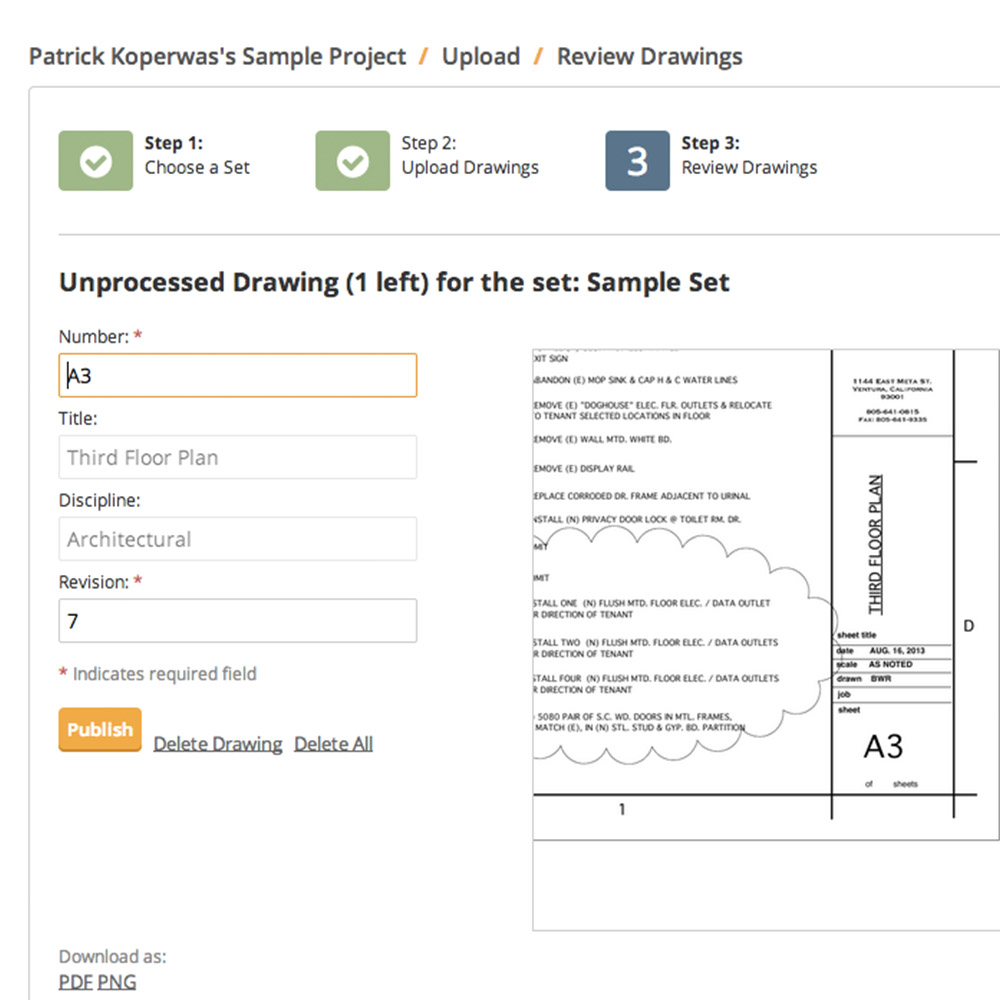 Patrick Koperwas's Sample Project / Upload / Review Drawings
Step 1:
Choose a Set
Step 2:
Upload Drawings
3
Step 3:
Review Drawings
Unprocessed Drawing (1 left) for the set: Sample Set
Number: *
A3
Title:
Third Floor Plan
Discipline:
Architectural
Revision: *
7
* Indicates required field
Publish
Delete Drawing
Delete All
Download as:
PDF PNG
XIT SIGN
BANDON (E) MOP SINK & CAP H & C WATER LINES
EMOVE (E) "DOGHOUSE" ELEC. FLR. OUTLETS & RELOCATE
O TENANT SELECTED LOCATIONS IN FLOOR
EMOVE (E) WALL MTD. WHITE BD.
EMOVE (E) DISPLAY RAIL
EPLACE CORRODED DR. FRAME ADJACENT TO URINAL
NSTALL (N) PRIVACY DOOR LOCK @ TOILET RM. DR.
MIT
MIT
STALL ONE (N) FLUSH MTD. FLOOR ELEC. / DATA OUTLET
R DIRECTION OF TENANT
STALL TWO (N) FLUSH MTD. FLOOR ELEC. / DATA OUTLETS
R DIRECTION OF TENANT
STALL FOUR (N) FLUSH MTD. FLOOR ELEC. / DATA OUTLETS
R DIRECTION OF TENANT
5080 PAIR OF S.C. WD. DOORS IN MTL. FRAMES,
MATCH (E), IN (N) STL. STUD & GYP. BD. PARTITION
1
1144 EAST META ST.
VENTURA, CALIFORNIA
93001
805-641-0615
FAX: 805-641-9335
THIRD FLOOR PLAN
D
sheet title
date AUG. 16, 2013
scale AS NOTED
drawn BWR
job
sheet
A3
of sheets